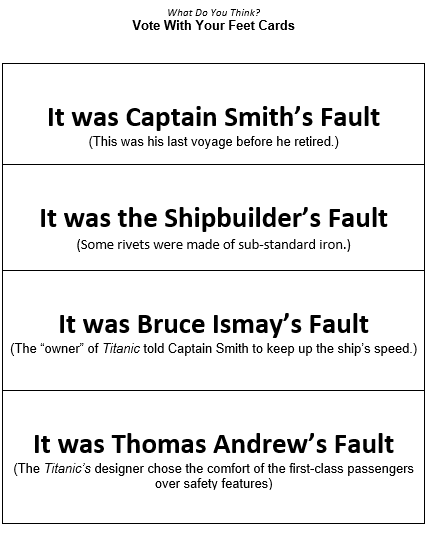 What Do You Think?
Vote With Your Feet Cards
It was Captain Smith’s Fault
(This was his last voyage before he retired.)
It was the Shipbuilder’s Fault
(Some rivets were made of sub-standard iron.)
It was Bruce Ismay’s Fault
(The “owner” of Titanic told Captain Smith to keep up the ship’s speed.)
It was Thomas Andrew’s Fault
(The Titanic’s designer chose the comfort of the first-class passengers
over safety features)